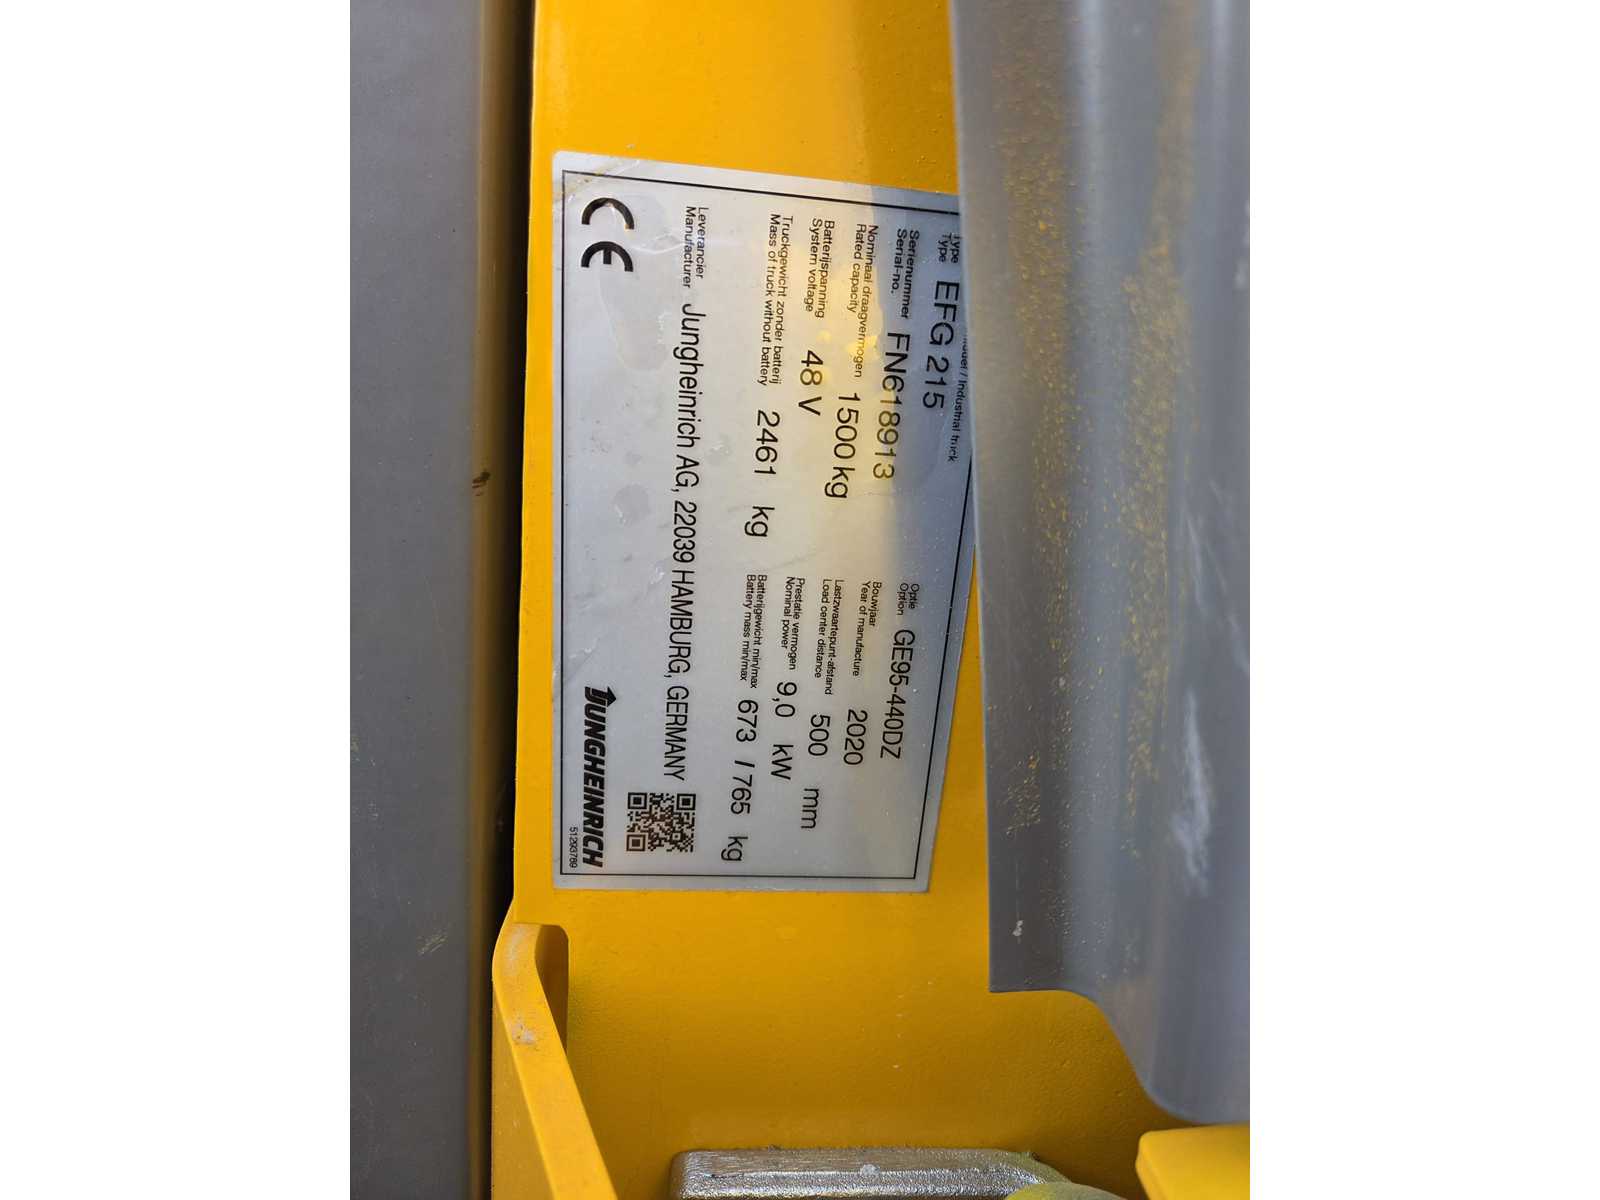 Industrial truck
Type
Type EFG 215
Serienummer
Serial-no. FN618913
Optie
Option GE95-440DZ
Nominaal draagvermogen
Rated capacity 1500 kg
Bouwjaar
Year of manufacture 2020
Batterijspanning
System voltage 48 V
Lastzwaartepunt-afstand
Load center distance 500 mm
Prestatie vermogen
Nominal power 9,0 kW
Truckgewicht zonder batterij
Mass of truck without battery 2461 kg
Batterijgewicht min/max
Battery mass min/max 673 / 765 kg
Leverancier
Manufacturer Jungheinrich AG, 22039 HAMBURG, GERMANY
CE
JUNGHEINRICH
51293789